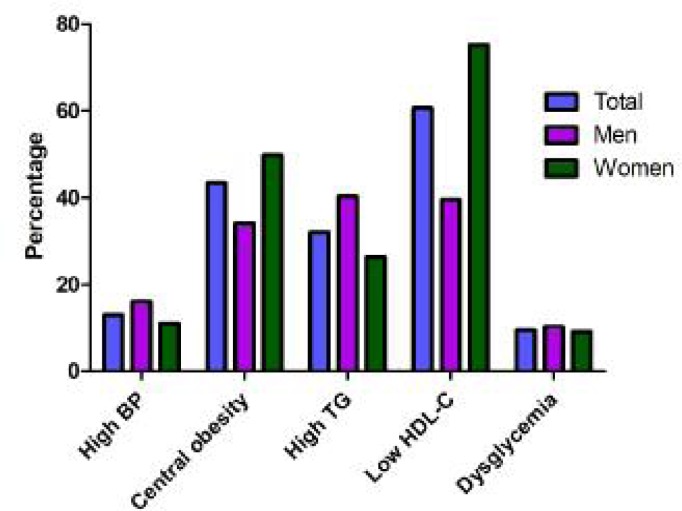 80
60
40
20
0
Percentage
Total
Men
Women
High BP
Central obesity
High TG
Low HDL-C
Dysglycemia